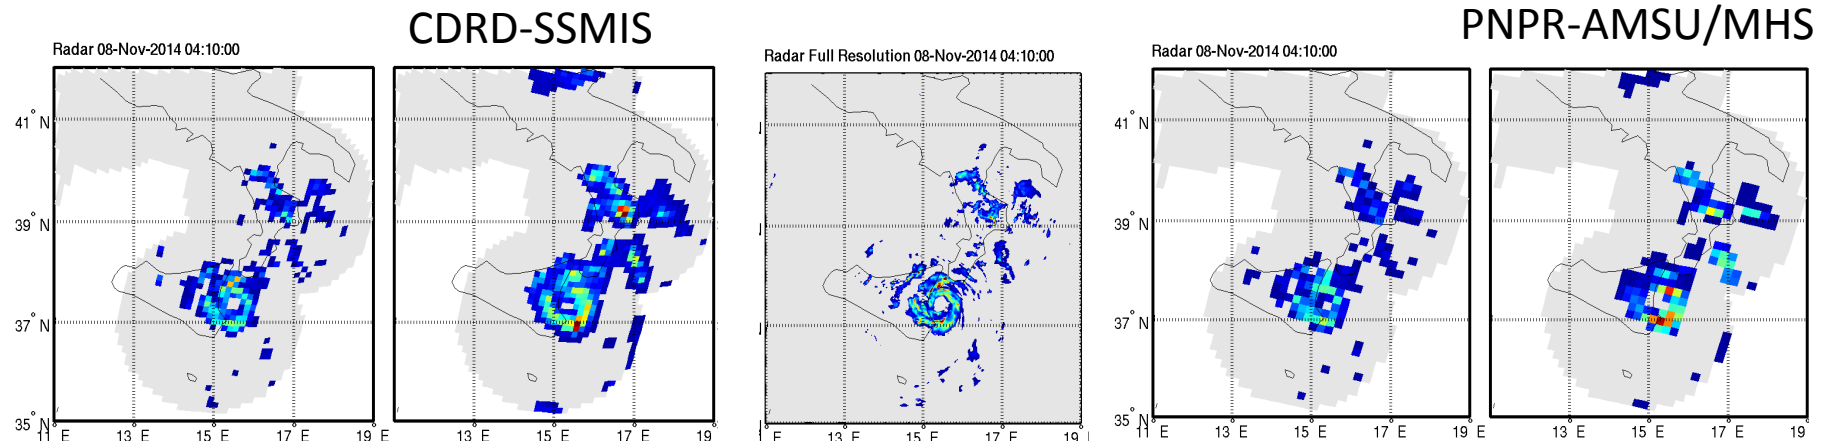 CDRD-SSMIS
PNPR-AMSU/MHS
Radar 08-Nov-2014 04:10:00
Radar Full Resolution 08-Nov-2014 04:10:00
Radar 08-Nov-2014 04:10:00
41° N
39° N
37° N
35° N
11 E 13 E 15 E 17 E 19 E
13 E 15 E 17 E 19
E 13 E 15 E 17 E 19
41° N
39° N
37° N
35° N
11 E 13 E 15 E 17 E 19 E
13 E 15 E 17 E 19